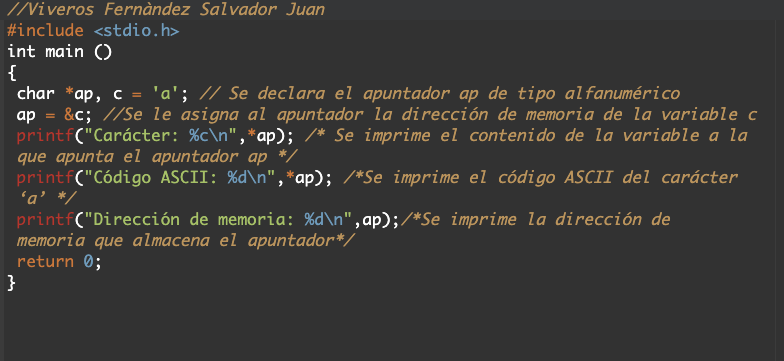 //Viveros Fernàndez Salvador Juan
#include <stdio.h>
int main ()
{
char *ap, c = 'a'; // Se declara el apuntador ap de tipo alfanumérico
ap = &c; //Se le asigna al apuntador la dirección de memoria de la variable c
printf("Carácter: %c\n",*ap); /* Se imprime el contenido de la variable a la
que apunta el apuntador ap */
printf("Código ASCII: %d\n",*ap); /*Se imprime el código ASCII del carácter
‘a’ */
printf("Dirección de memoria: %d\n",ap);/*Se imprime la dirección de
memoria que almacena el apuntador*/
return 0;
}